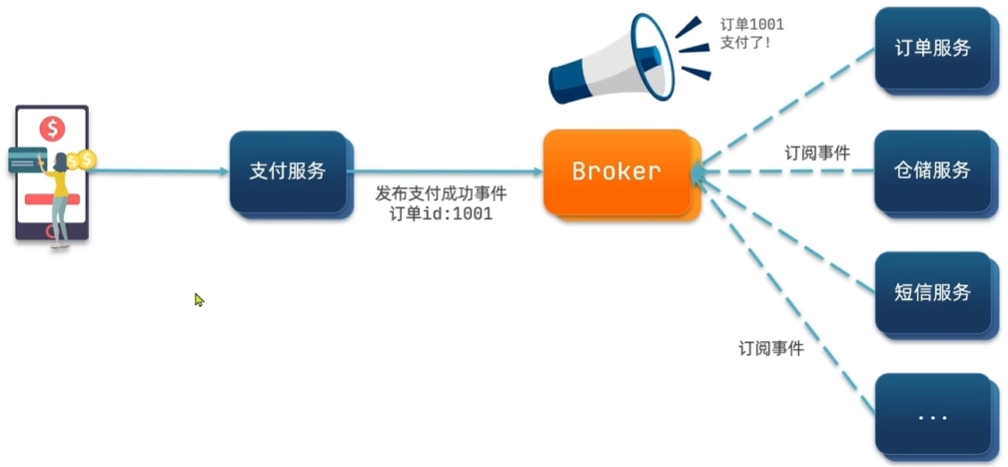 订单1001
支付了!
订单服务
支付服务
发布支付成功事件
订单id:1001
Broker
订阅事件
仓储服务
短信服务
订阅事件
...
$
$
$